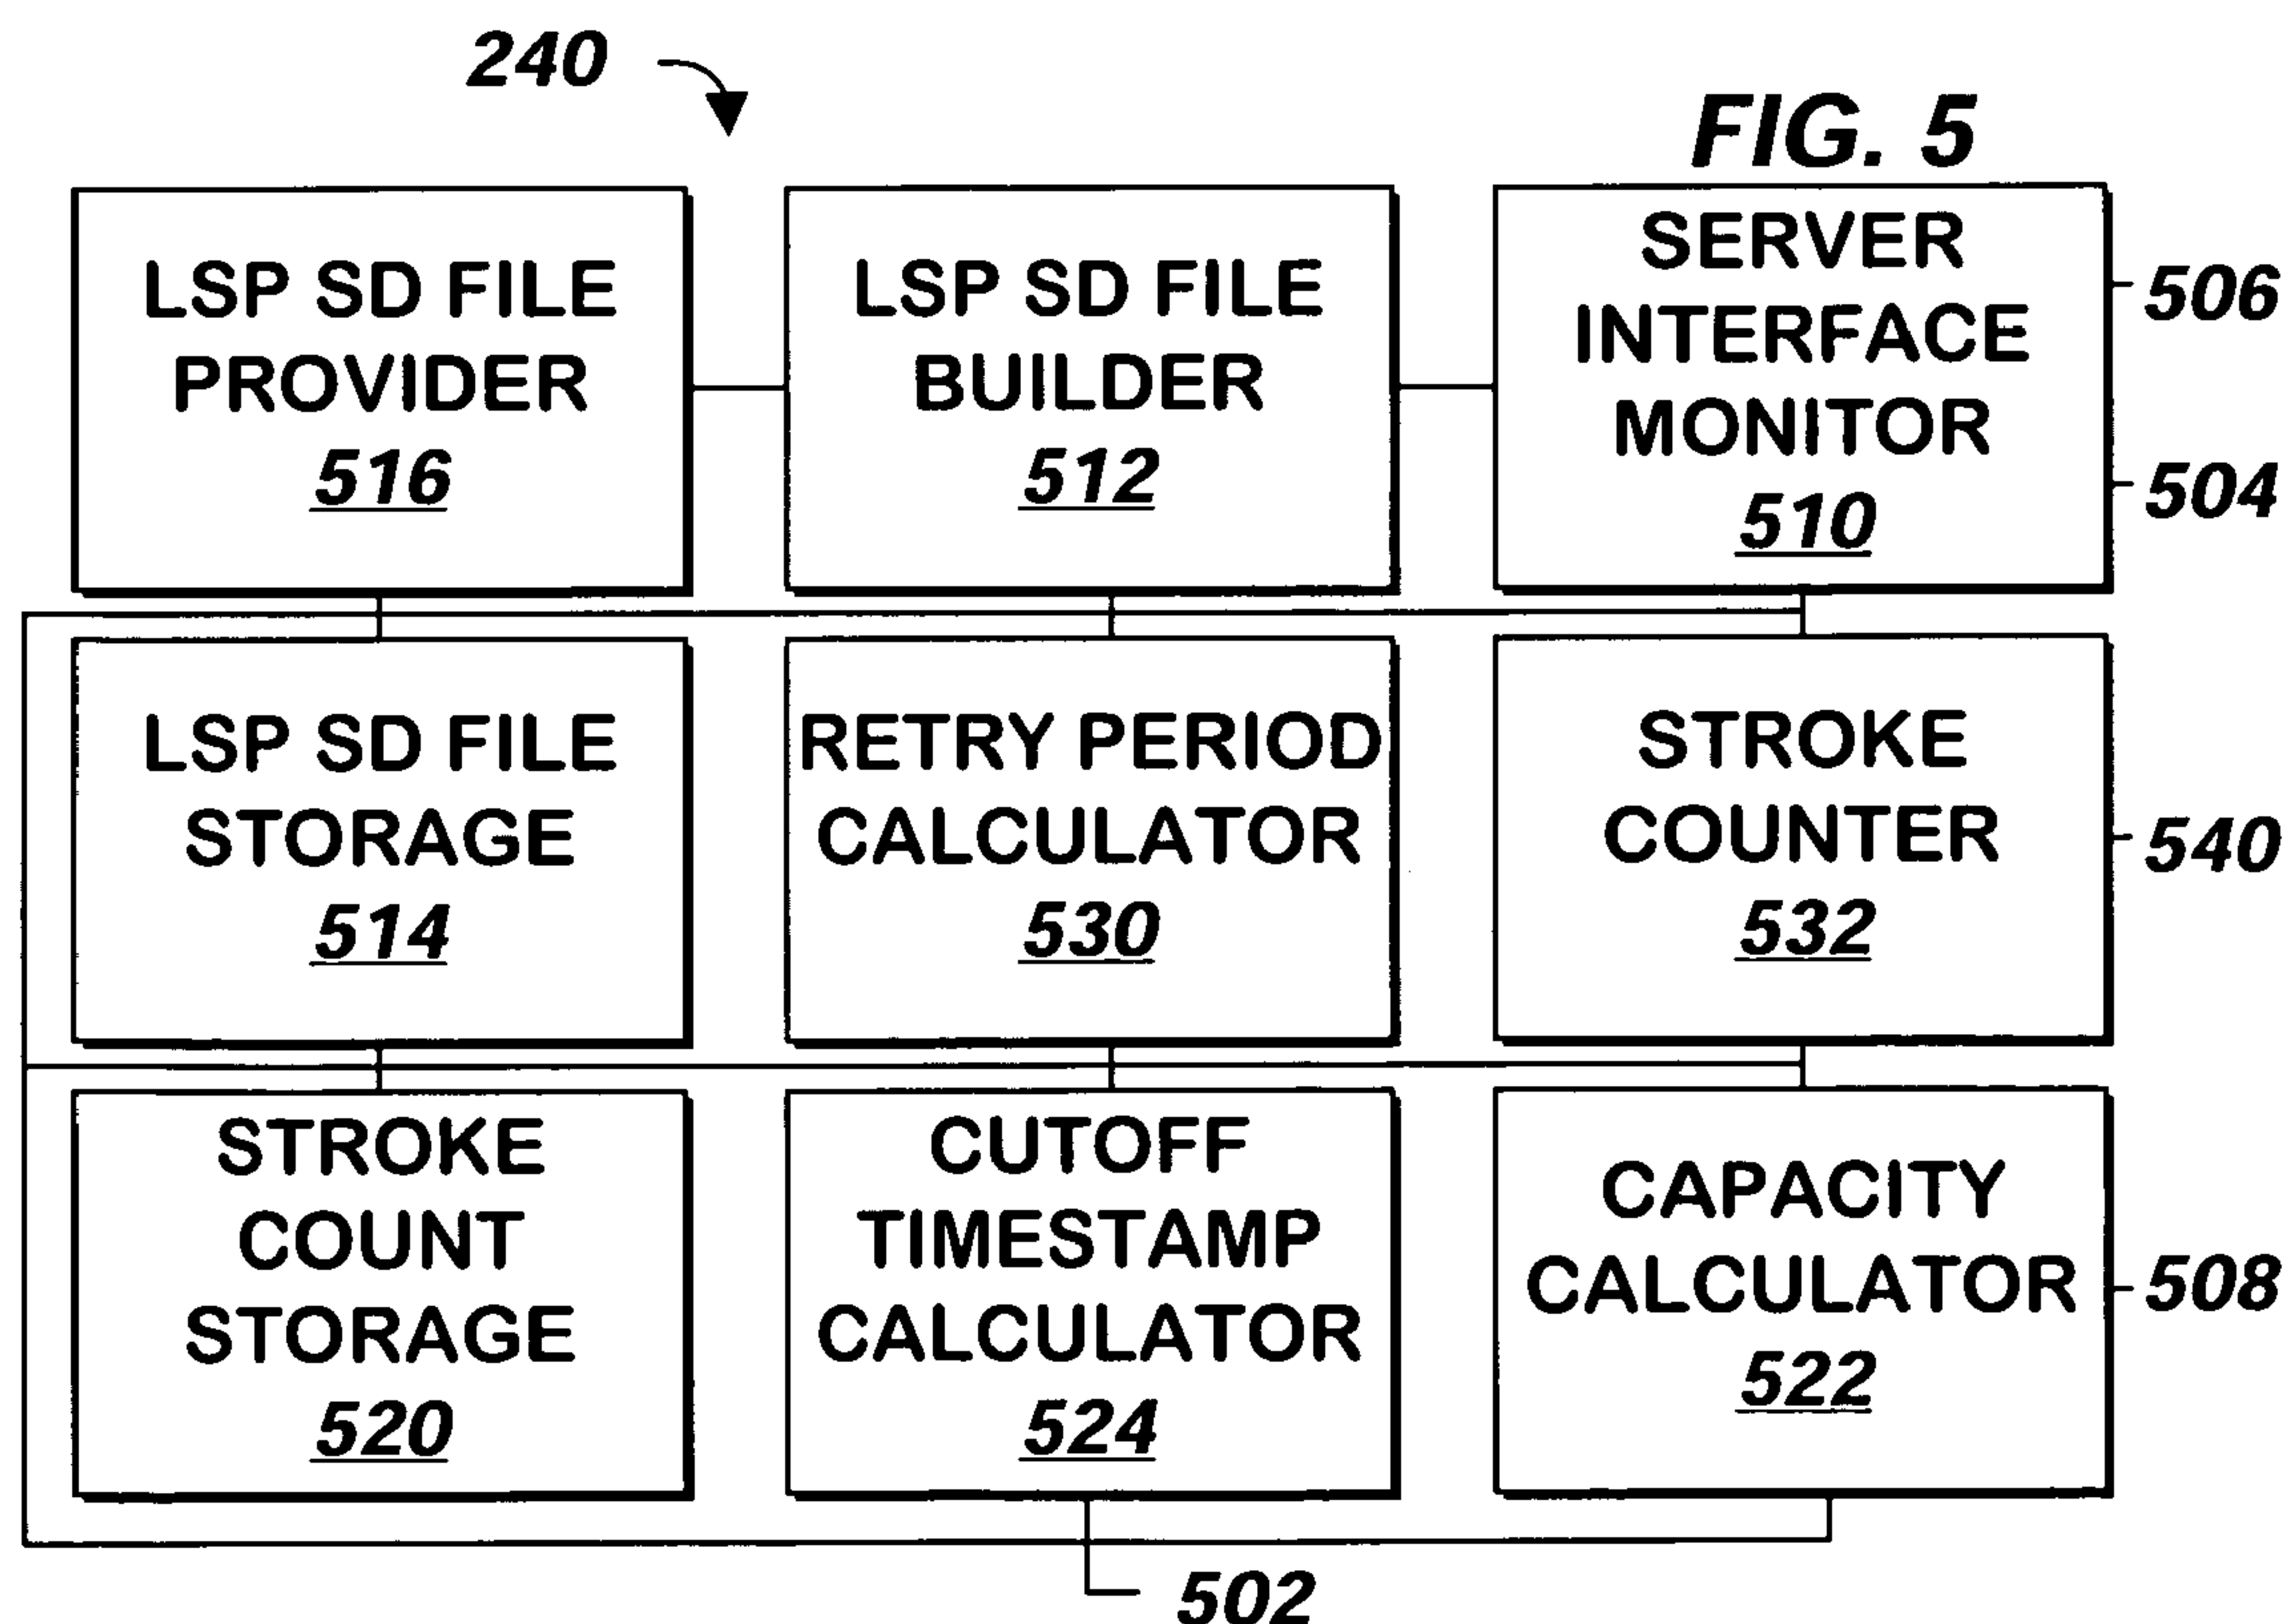 240
FIG. 5
LSP SD FILE
PROVIDER
516
LSP SD FILE
BUILDER
512
SERVER
INTERFACE
MONITOR
510
506
504
LSP SD FILE
STORAGE
514
RETRY PERIOD
CALCULATOR
530
STROKE
COUNTER
532
540
STROKE
COUNT
STORAGE
520
CUTOFF
TIMESTAMP
CALCULATOR
524
CAPACITY
CALCULATOR
522
508
502